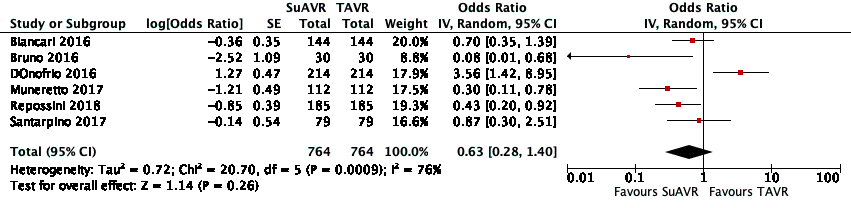 SuAVR TAVR Odds Ratio Odds Ratio
Study or Subgroup log[Odds Ratio] SE Total Total Weight IV, Random, 95% CI IV, Random, 95% CI
Biancari 2016 −0.36 0.35 144 144 20.0% 0.70 [0.35, 1.39]
Bruno 2016 −2.52 1.09 30 30 8.8% 0.08 [0.01, 0.68]
DOnofrio 2016 1.27 0.47 214 214 17.9% 3.56 [1.42, 8.95]
Muneretto 2017 −1.21 0.49 112 112 17.5% 0.30 [0.11, 0.78]
Repossini 2018 −0.85 0.39 185 185 19.3% 0.43 [0.20, 0.92]
Santarpino 2017 −0.14 0.54 79 79 16.6% 0.87 [0.30, 2.51]
Total (95% CI) 764 764 100.0% 0.63 [0.28, 1.40]
Heterogeneity: Tau² = 0.72; Chi² = 20.70, df = 5 (P = 0.0009); I² = 76%
Test for overall effect: Z = 1.14 (P = 0.26)
0.01 0.1 1 10 100
Favours SuAVR Favours TAVR